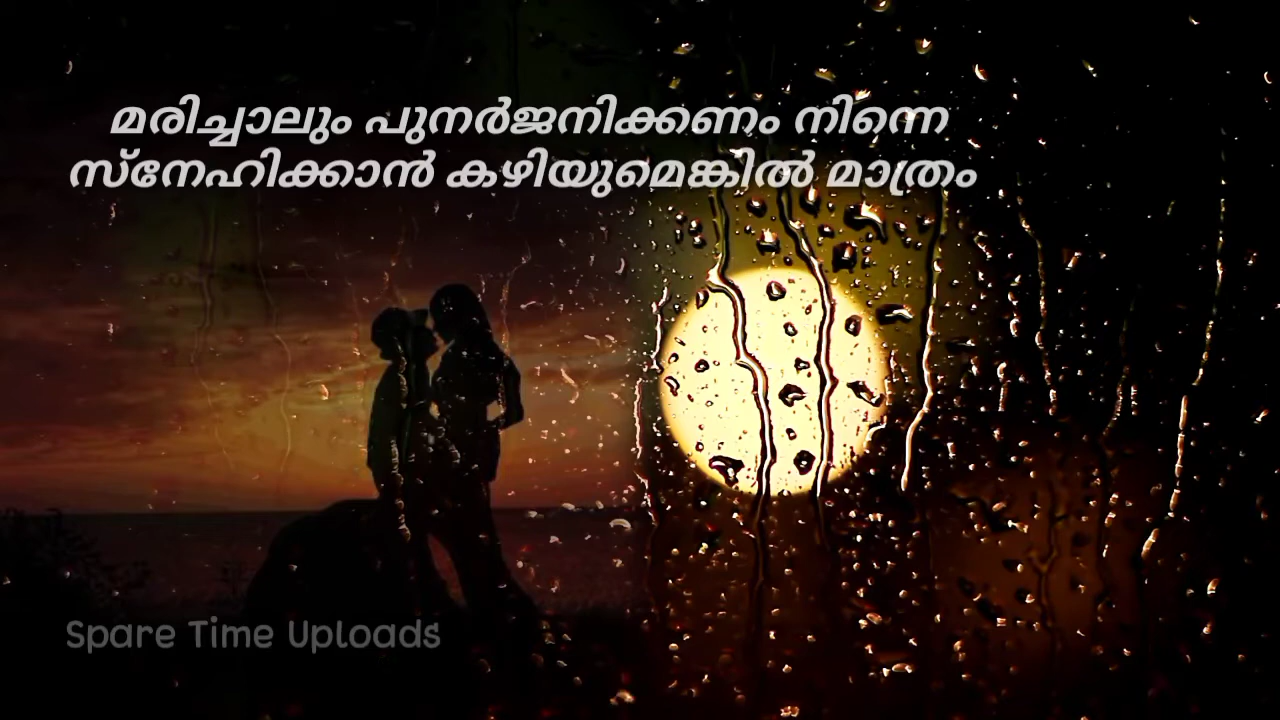 മരിച്ചാലും പുനർജനിക്കണം നിന്നെ
സ്നേഹിക്കാൻ കഴിയുമെങ്കിൽ മാത്രം
Spare Time Uploads